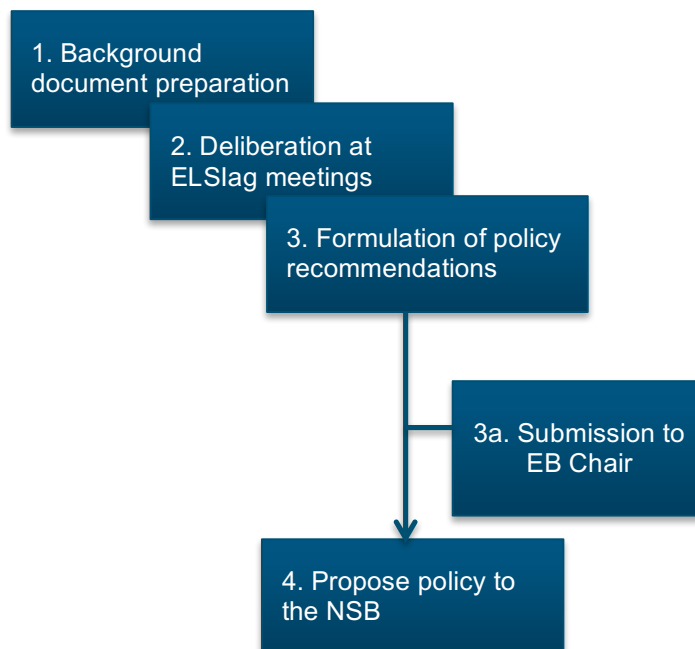 1. Background
document preparation
2. Deliberation at
ELSIag meetings
3. Formulation of policy
recommendations
3a. Submission to
EB Chair
4. Propose policy to
the NSB